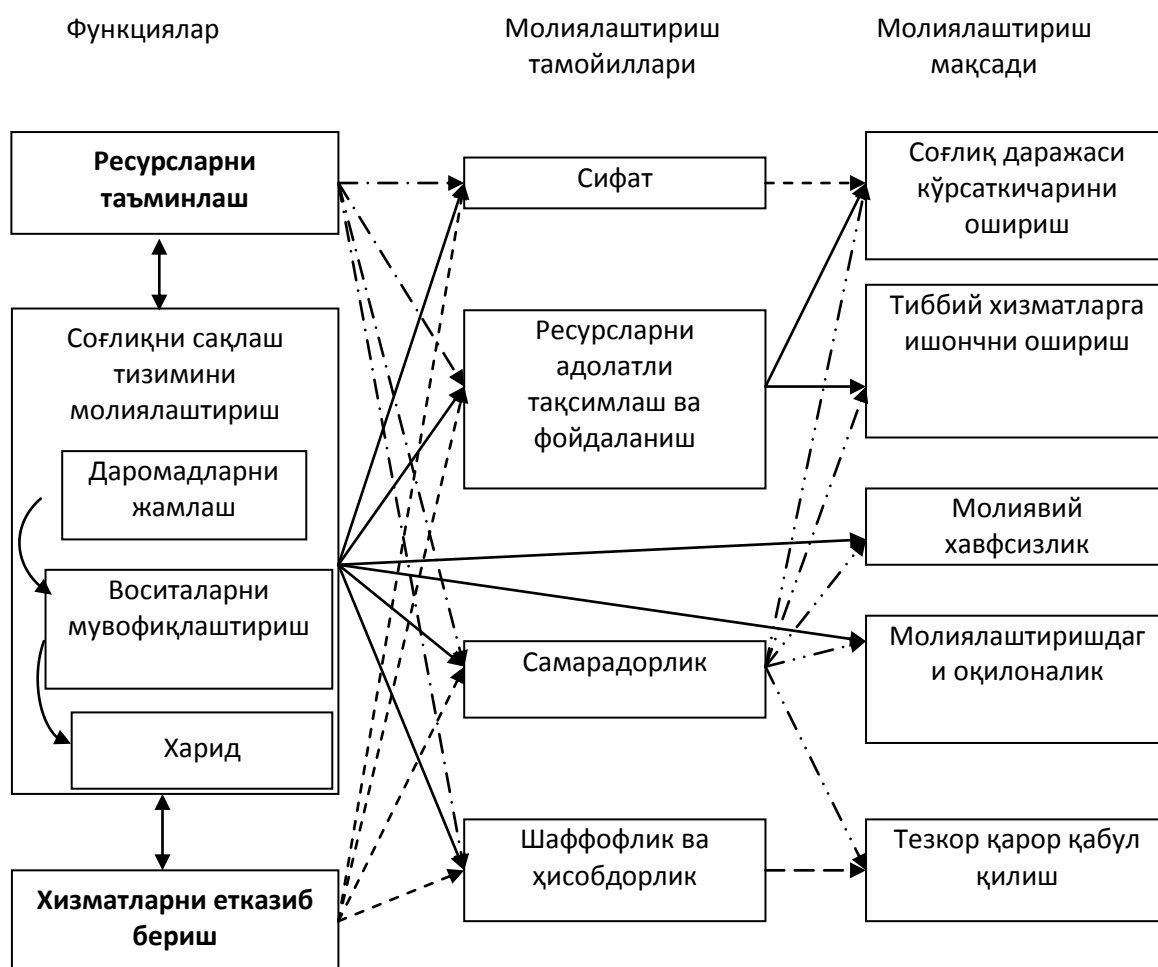 Функциялар
Молиялаштириш
тамойиллари
Молиялаштириш
мақсади
Ресурсларни
таъминлаш
Соғлиқни сақлаш
тизимини
молиялаштириш
Даромадларни
жамлаш
Воситаларни
мувофиқлаштириш
Харид
Хизматларни етказиб
бериш
Сифат
Ресурсларни
адолатли
тақсимлаш ва
фойдаланиш
Самарадорлик
Шаффофлик ва
ҳисобдорлик
Соғлиқ даражаси
кўрсаткичарини
ошириш
Тиббий хизматларга
ишончни ошириш
Молиявий
хавфсизлик
Молиялаштиришдаг
и оқилоналик
Тезкор қарор қабул
қилиш